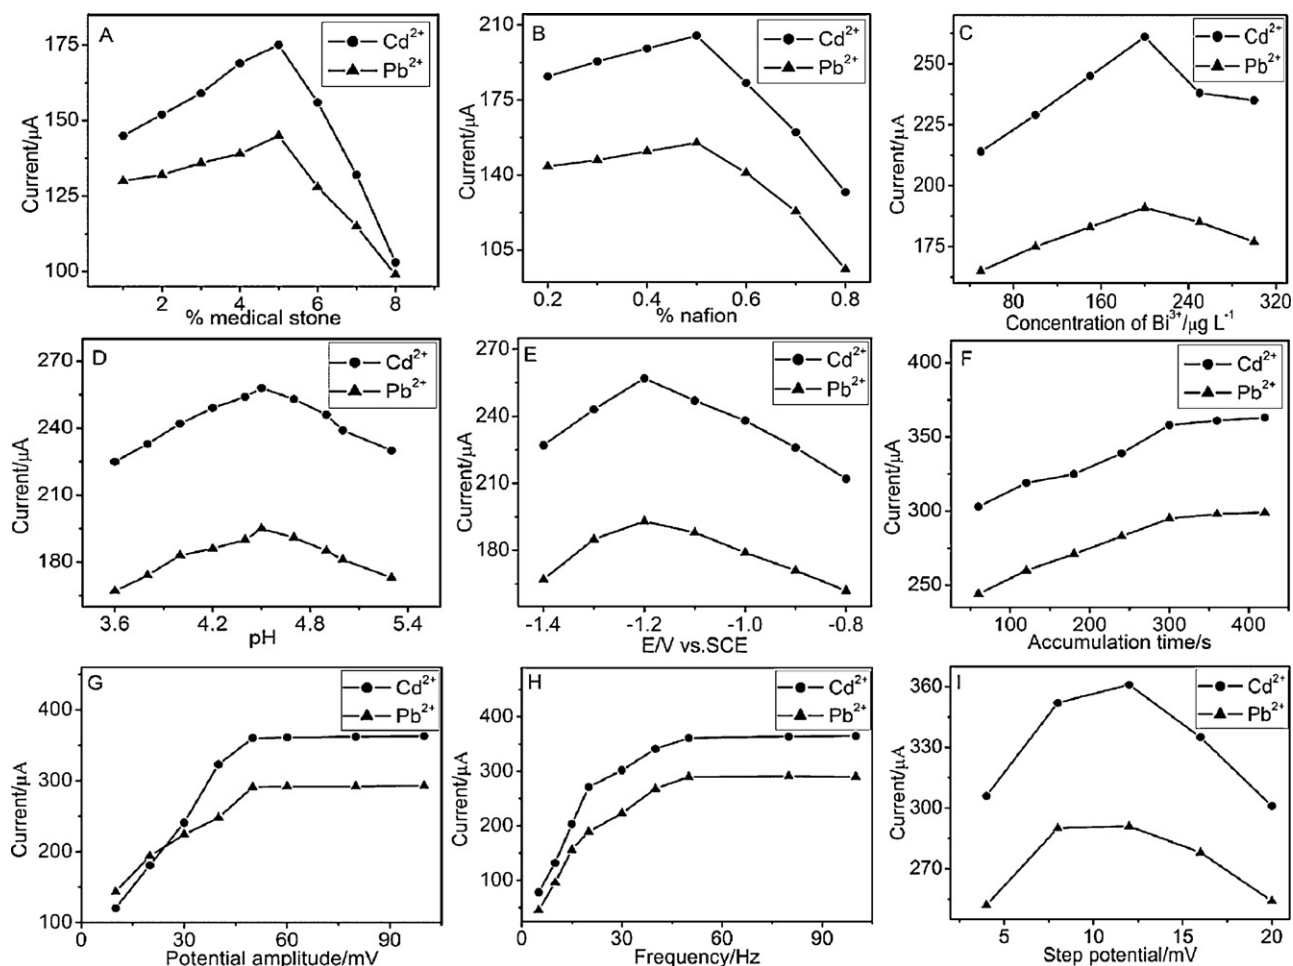 A
Cd²⁺
Pb²⁺
175
150
125
100
Current/μA
2 4 6 8
% medical stone
B
Cd²⁺
Pb²⁺
210
175
140
105
Current/μA
0.2 0.3 0.4 0.5 0.6 0.7 0.8
% nafion
C
Cd²⁺
Pb²⁺
250
225
200
175
Current/μA
80 160 240 320
Concentration of Bi³⁺/μg L⁻¹
D
Cd²⁺
Pb²⁺
270
240
210
180
Current/μA
3.6 4.2 4.8 5.4
pH
E
Cd²⁺
Pb²⁺
270
240
210
180
Current/μA
-1.4 -1.2 -1.0 -0.8
E/V vs.SCE
F
Cd²⁺
Pb²⁺
400
350
300
250
Current/μA
100 200 300 400
Accumulation time/s
G
Cd²⁺
Pb²⁺
400
300
200
100
Current/μA
0 30 60 90
Potential amplitude/mV
H
Cd²⁺
Pb²⁺
400
300
200
100
Current/μA
0 30 60 90
Frequency/Hz
I
Cd²⁺
Pb²⁺
360
330
300
270
Current/μA
5 10 15 20
Step potential/mV